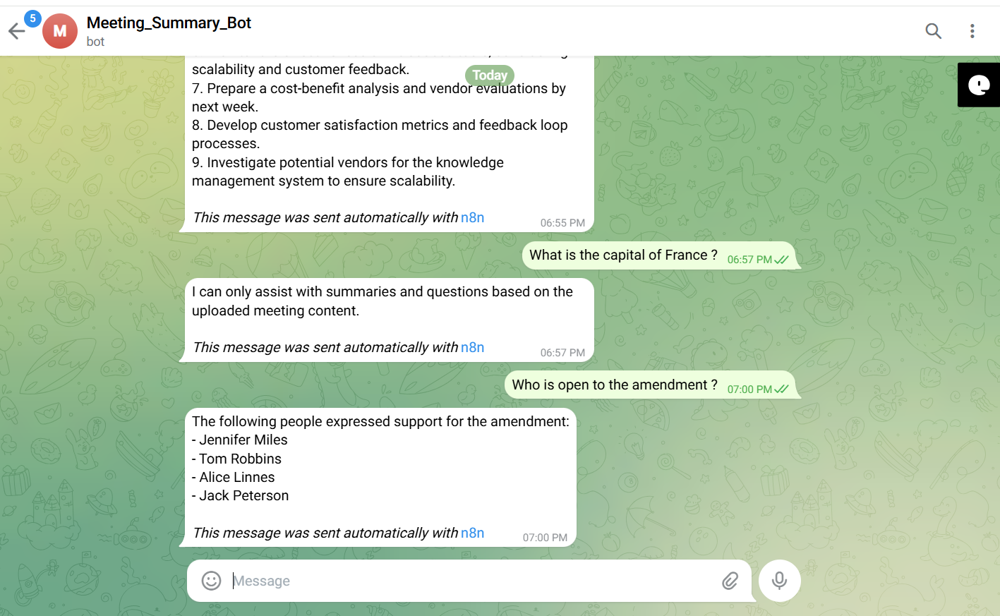 5
M
Meeting_Summary_Bot
bot
scalability and customer feedback.
Today
7. Prepare a cost-benefit analysis and vendor evaluations by
next week.
8. Develop customer satisfaction metrics and feedback loop
processes.
9. Investigate potential vendors for the knowledge
management system to ensure scalability.
This message was sent automatically with n8n
06:55 PM
What is the capital of France ?
06:57 PM
I can only assist with summaries and questions based on the
uploaded meeting content.
This message was sent automatically with n8n
06:57 PM
Who is open to the amendment ?
07:00 PM
The following people expressed support for the amendment:
- Jennifer Miles
- Tom Robbins
- Alice Linnes
- Jack Peterson
This message was sent automatically with n8n
07:00 PM
Message